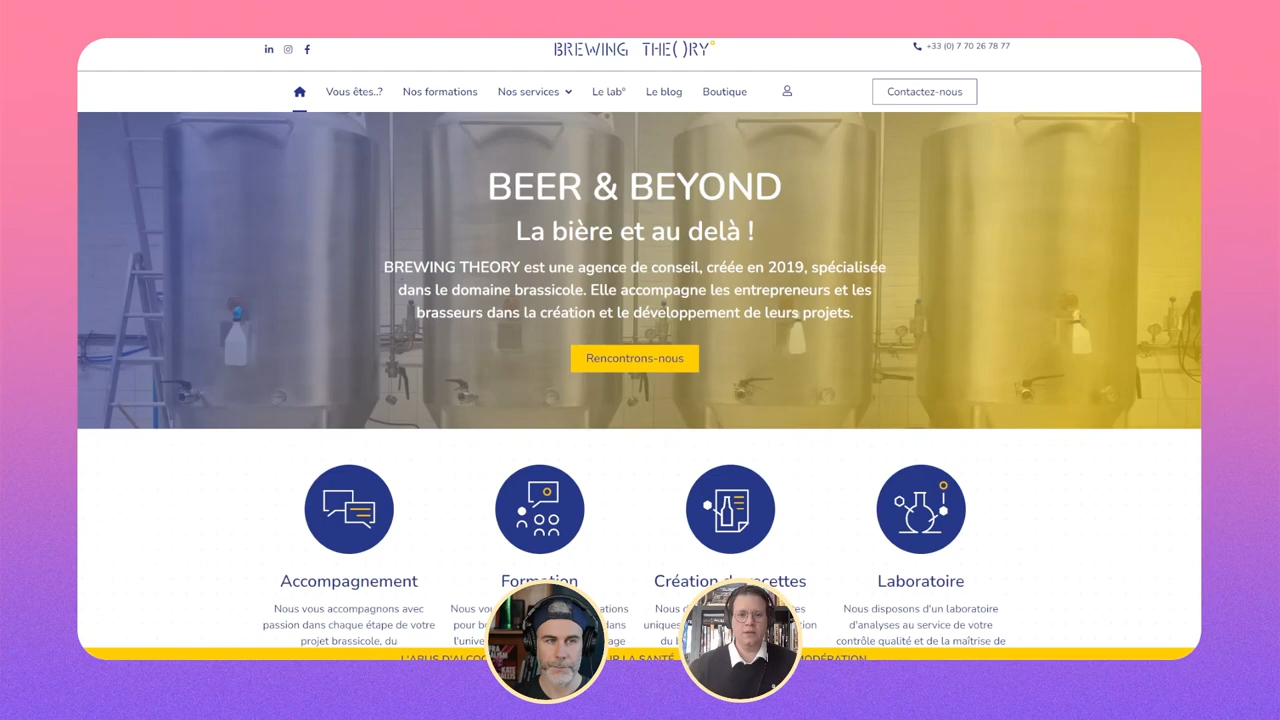 BREWING THE( )RY°
+33 (0) 7 70 26 78 77
Vous êtes..?
Nos formations
Nos services
Le lab°
Le blog
Boutique
Contactez-nous
BEER & BEYOND
La bière et au delà !
BREWING THEORY est une agence de conseil, créée en 2019, spécialisée
dans le domaine brassicole. Elle accompagne les entrepreneurs et les
brasseurs dans la création et le développement de leurs projets.
Rencontrons-nous
Accompagnement
Nous vous accompagnons avec
passion dans chaque étape de votre
projet brassicole, du
Formation
Création recettes
Laboratoire
Nous disposons d'un laboratoire
d'analyses au service de votre
contrôle qualité et de la maîtrise de
LA SANTÉ
KATE